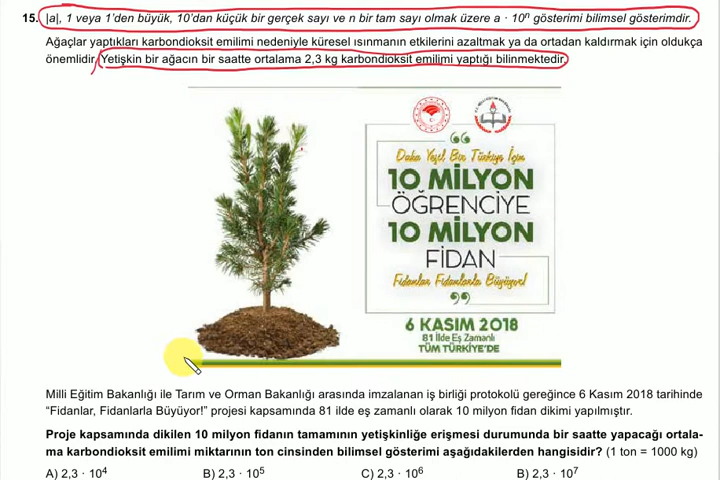 15. |a|, 1 veya 1'den büyük, 10'dan küçük bir gerçek sayı ve n bir tam sayı olmak üzere a · 10ⁿ gösterimi bilimsel gösterimdir.
Ağaçlar yaptıkları karbondioksit emilimi nedeniyle küresel ısınmanın etkilerini azaltmak ya da ortadan kaldırmak için oldukça
önemlidir. Yetişkin bir ağacın bir saatte ortalama 2,3 kg karbondioksit emilimi yaptığı bilinmektedir.
Daha Yeşil Bir Türkiye İçin
10 MİLYON
ÖĞRENCİYE
10 MİLYON
FİDAN
Fidanlar Fidanlarla Büyüyor!
6 KASIM 2018
81 İlde Eş Zamanlı
TÜM TÜRKİYE'DE
Milli Eğitim Bakanlığı ile Tarım ve Orman Bakanlığı arasında imzalanan iş birliği protokolü gereğince 6 Kasım 2018 tarihinde
“Fidanlar, Fidanlarla Büyüyor!” projesi kapsamında 81 ilde eş zamanlı olarak 10 milyon fidan dikimi yapılmıştır.
Proje kapsamında dikilen 10 milyon fidanın tamamının yetişkinliğe erişmesi durumunda bir saatte yapacağı ortala-
ma karbondioksit emilimi miktarının ton cinsinden bilimsel gösterimi aşağıdakilerden hangisidir? (1 ton = 1000 kg)
A) 2,3 · 10⁴ B) 2,3 · 10⁵ C) 2,3 · 10⁶ B) 2,3 · 10⁷